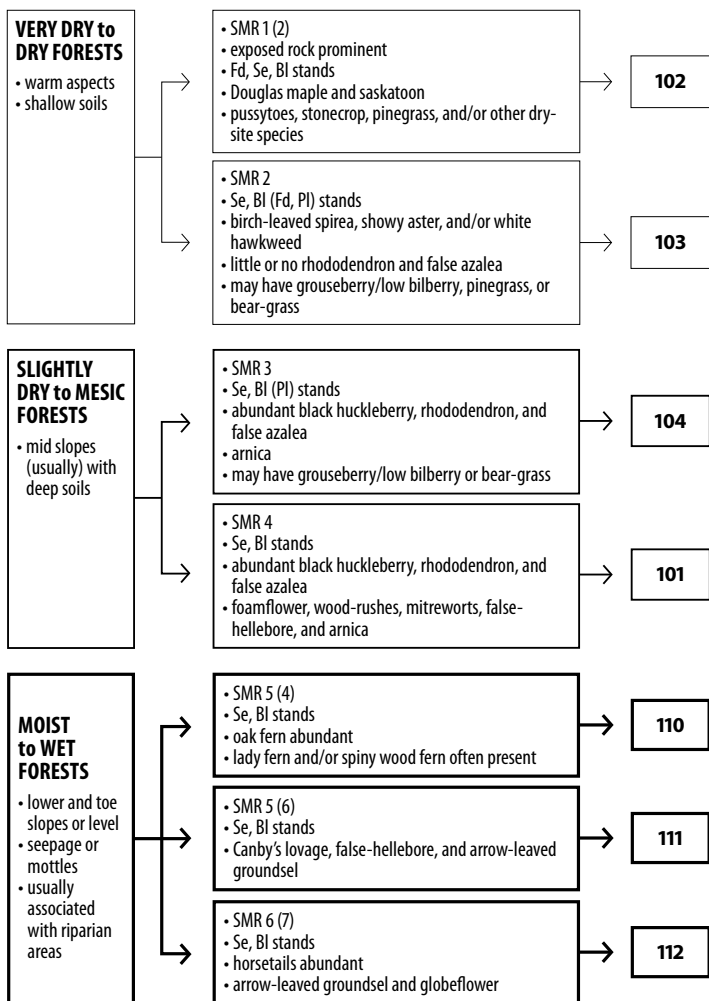 VERY DRY to
DRY FORESTS
• warm aspects
• shallow soils
• SMR 1 (2)
• exposed rock prominent
• Fd, Se, Bl stands
• Douglas maple and saskatoon
• pussytoes, stonecrop, pinegrass, and/or other dry-
site species
102
• SMR 2
• Se, Bl (Fd, Pl) stands
• birch-leaved spirea, showy aster, and/or white
hawkweed
• little or no rhododendron and false azalea
• may have grouseberry/low bilberry, pinegrass, or
bear-grass
103
SLIGHTLY
DRY to MESIC
FORESTS
• mid slopes
(usually) with
deep soils
• SMR 3
• Se, Bl (Pl) stands
• abundant black huckleberry, rhododendron, and
false azalea
• arnica
• may have grouseberry/low bilberry or bear-grass
104
• SMR 4
• Se, Bl stands
• abundant black huckleberry, rhododendron, and
false azalea
• foamflower, wood-rushes, mitreworts, false-
hellebore, and arnica
101
MOIST
to WET
FORESTS
• lower and toe
slopes or level
• seepage or
mottles
• usually
associated
with riparian
areas
• SMR 5 (4)
• Se, Bl stands
• oak fern abundant
• lady fern and/or spiny wood fern often present
110
• SMR 5 (6)
• Se, Bl stands
• Canby's lovage, false-hellebore, and arrow-leaved
groundsel
111
• SMR 6 (7)
• Se, Bl stands
• horsetails abundant
• arrow-leaved groundsel and globeflower
112